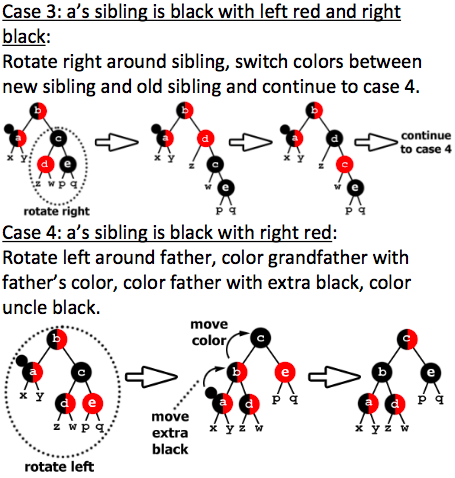 Case 3: a's sibling is black with left red and right
black:
Rotate right around sibling, switch colors between
new sibling and old sibling and continue to case 4.
b b b
a c a d a d continue
to case 4
x y d e x y z c x y z c
z w p q w e w e
rotate right p q p q
Case 4: a's sibling is black with right red:
Rotate left around father, color grandfather with
father's color, color father with extra black, color
uncle black.
move
color
b c c
a c b e b e
x y d e a d p q a d p q
z w p q x y z w x y z w
move
extra
black
rotate left